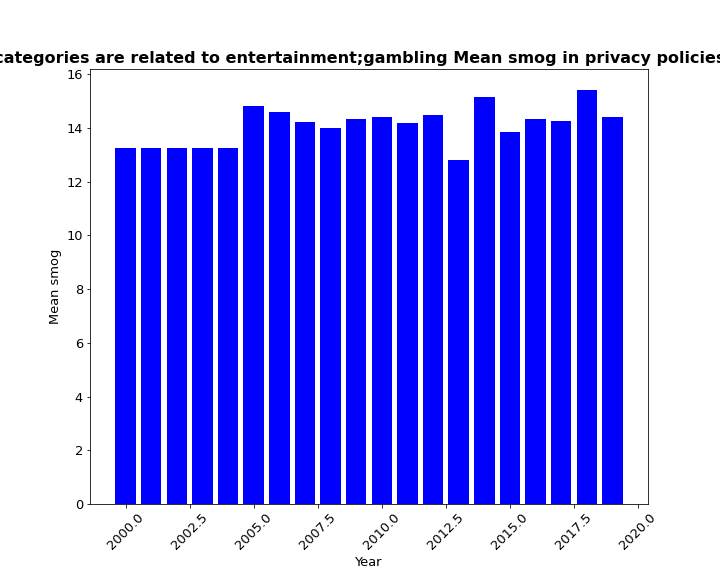 categories are related to entertainment;gambling Mean smog in privacy policies
16
14
12
10
8
6
4
2
0
Mean smog
2000.0 2002.5 2005.0 2007.5 2010.0 2012.5 2015.0 2017.5 2020.0
Year